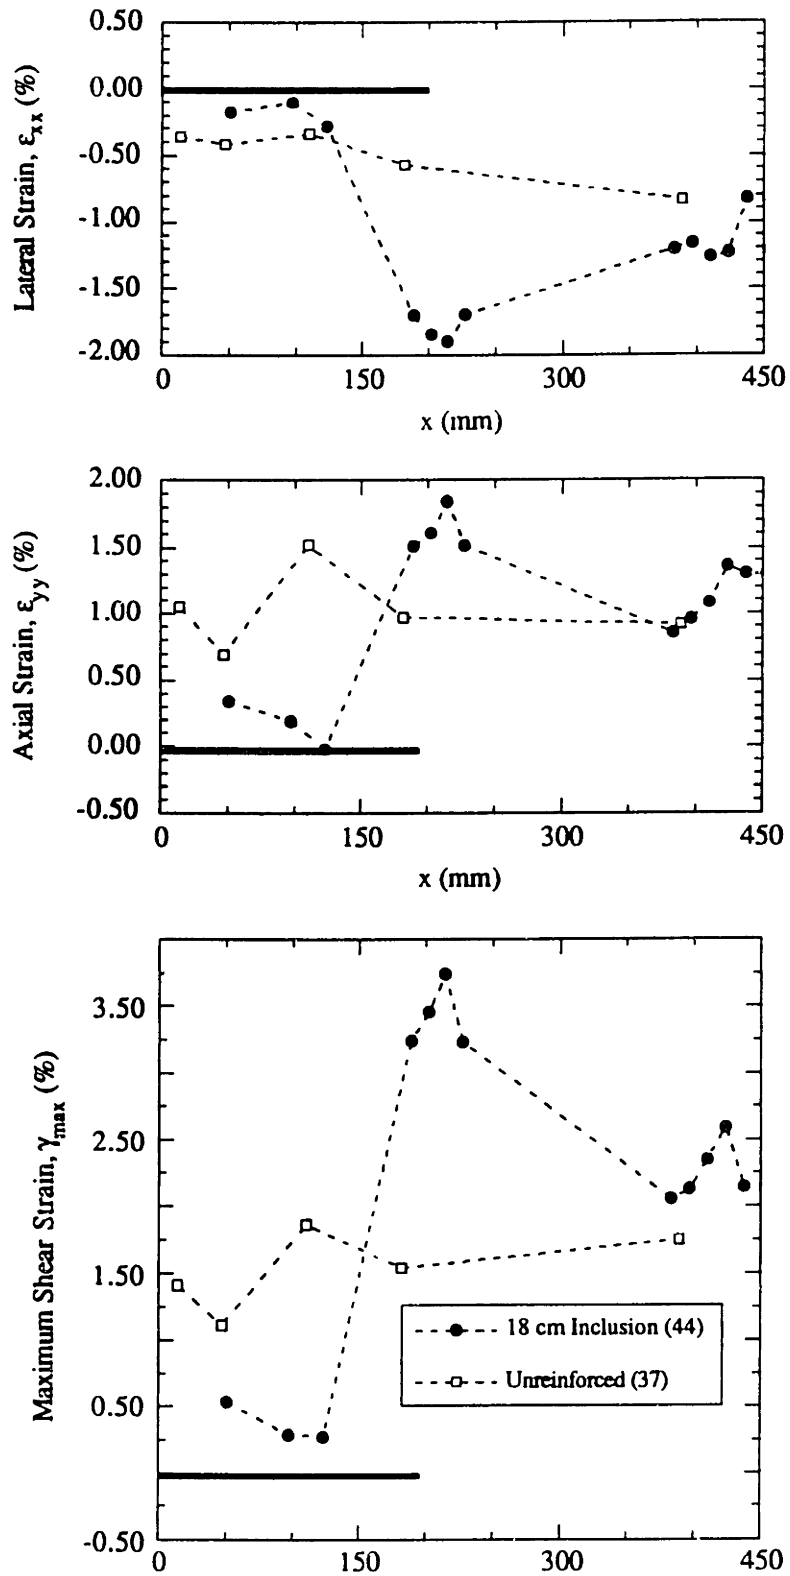 0.50
0.00
-0.50
-1.00
-1.50
-2.00
Lateral Strain, εxx (%)
0 150 300 450
x (mm)
2.00
1.50
1.00
0.50
0.00
-0.50
Axial Strain, εyy (%)
0 150 300 450
x (mm)
3.50
2.50
1.50
0.50
-0.50
Maximum Shear Strain, γmax (%)
18 cm Inclusion (44)
Unreinforced (37)
0 150 300 450